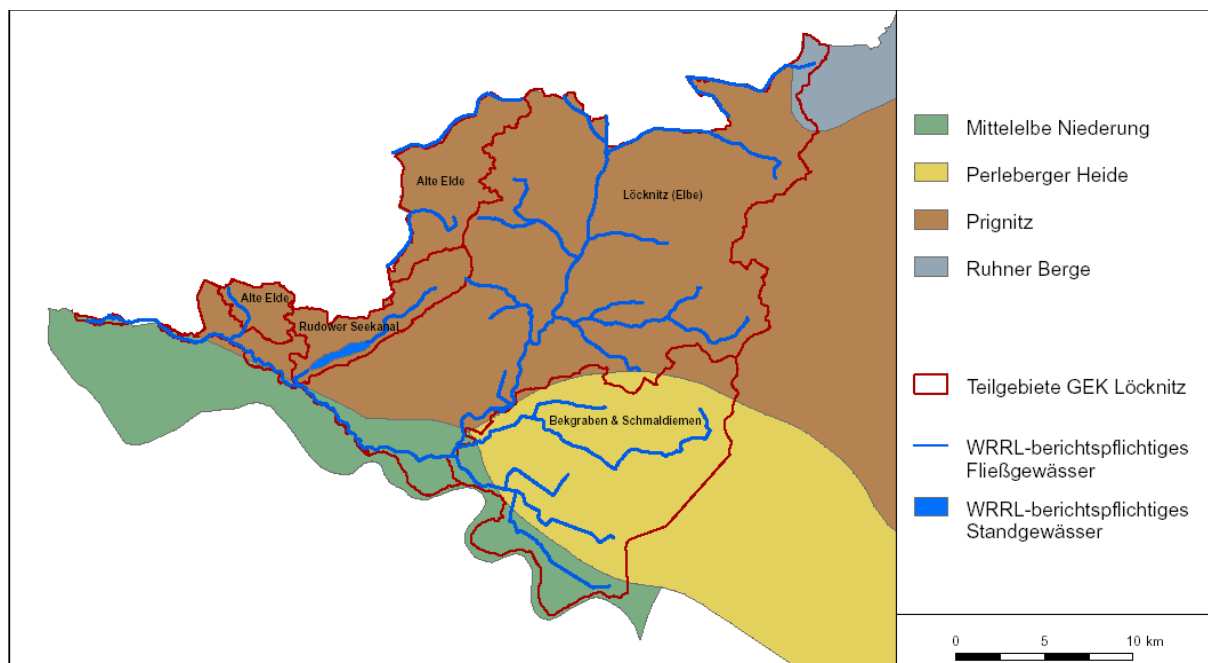 Alte Elde
Löcknitz (Elbe)
Alte Elde
Rudower Seekanal
Bekgraben & Schmaldiemen
Mittelelbe Niederung
Perleberger Heide
Prignitz
Ruhner Berge
Teilgebiete GEK Löcknitz
WRRL-berichtspflichtiges
Fließgewässer
WRRL-berichtspflichtiges
Standgewässer
0 5 10 km